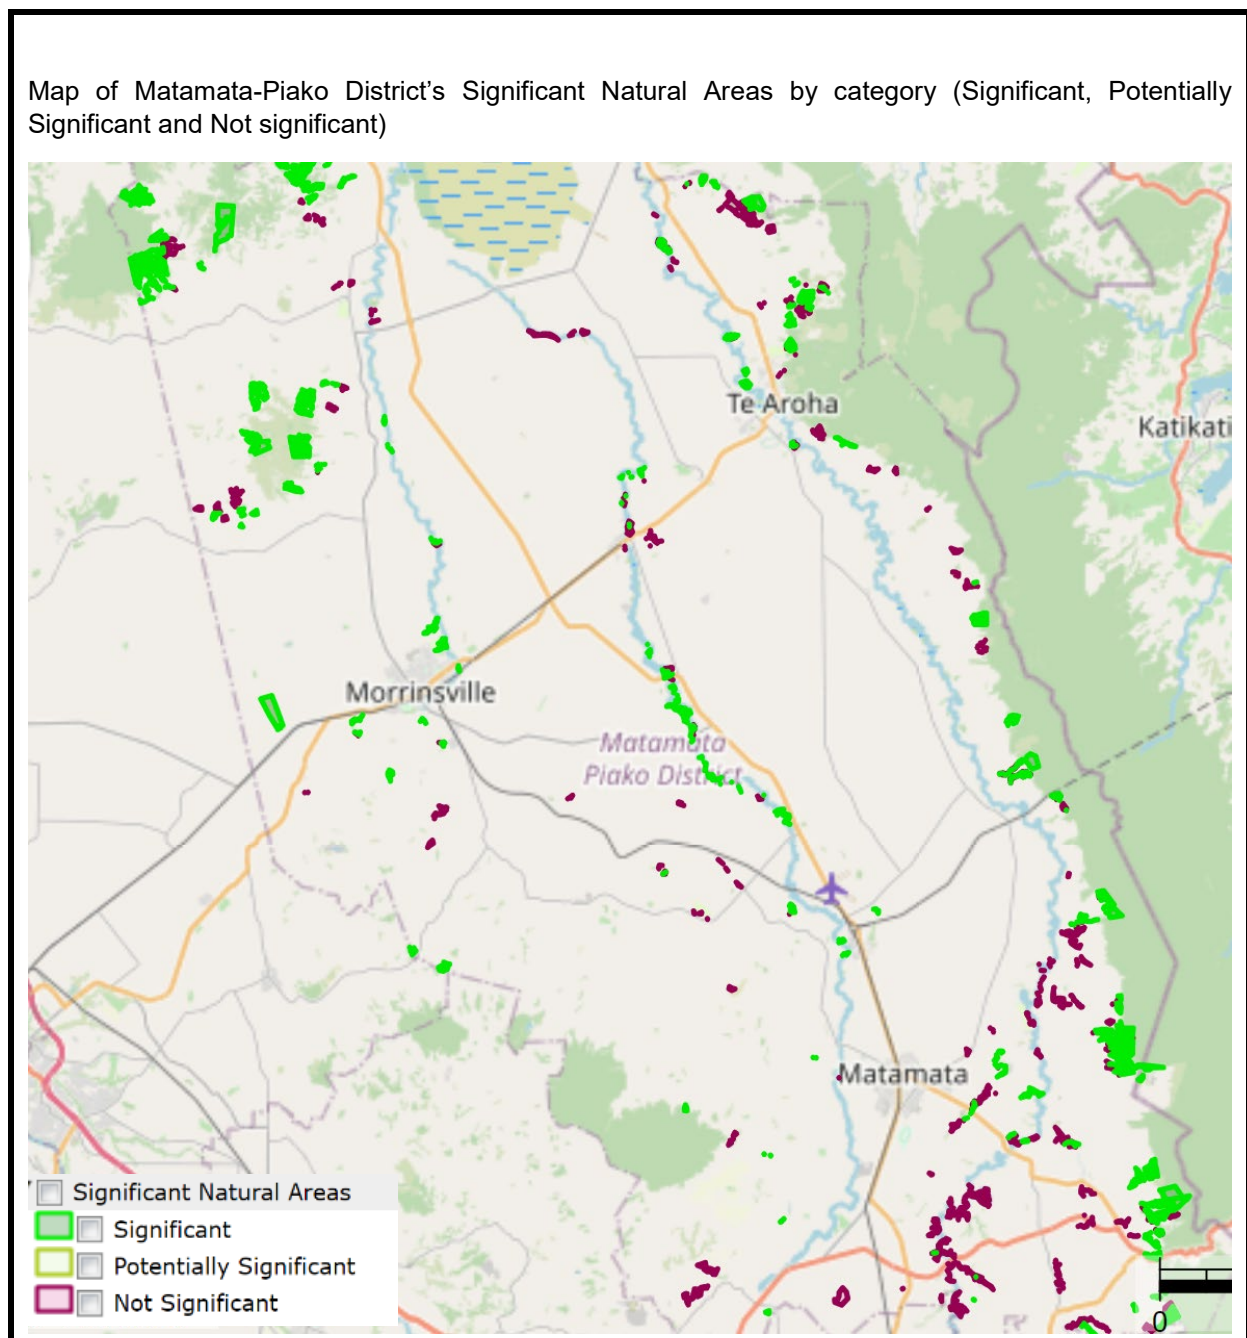 Map of Matamata-Piako District’s Significant Natural Areas by category (Significant, Potentially
Significant and Not significant)
Te Aroha
Katikati
Morrinsville
Matamata
Piako District
Matamata
Significant Natural Areas
Significant
Potentially Significant
Not Significant
0